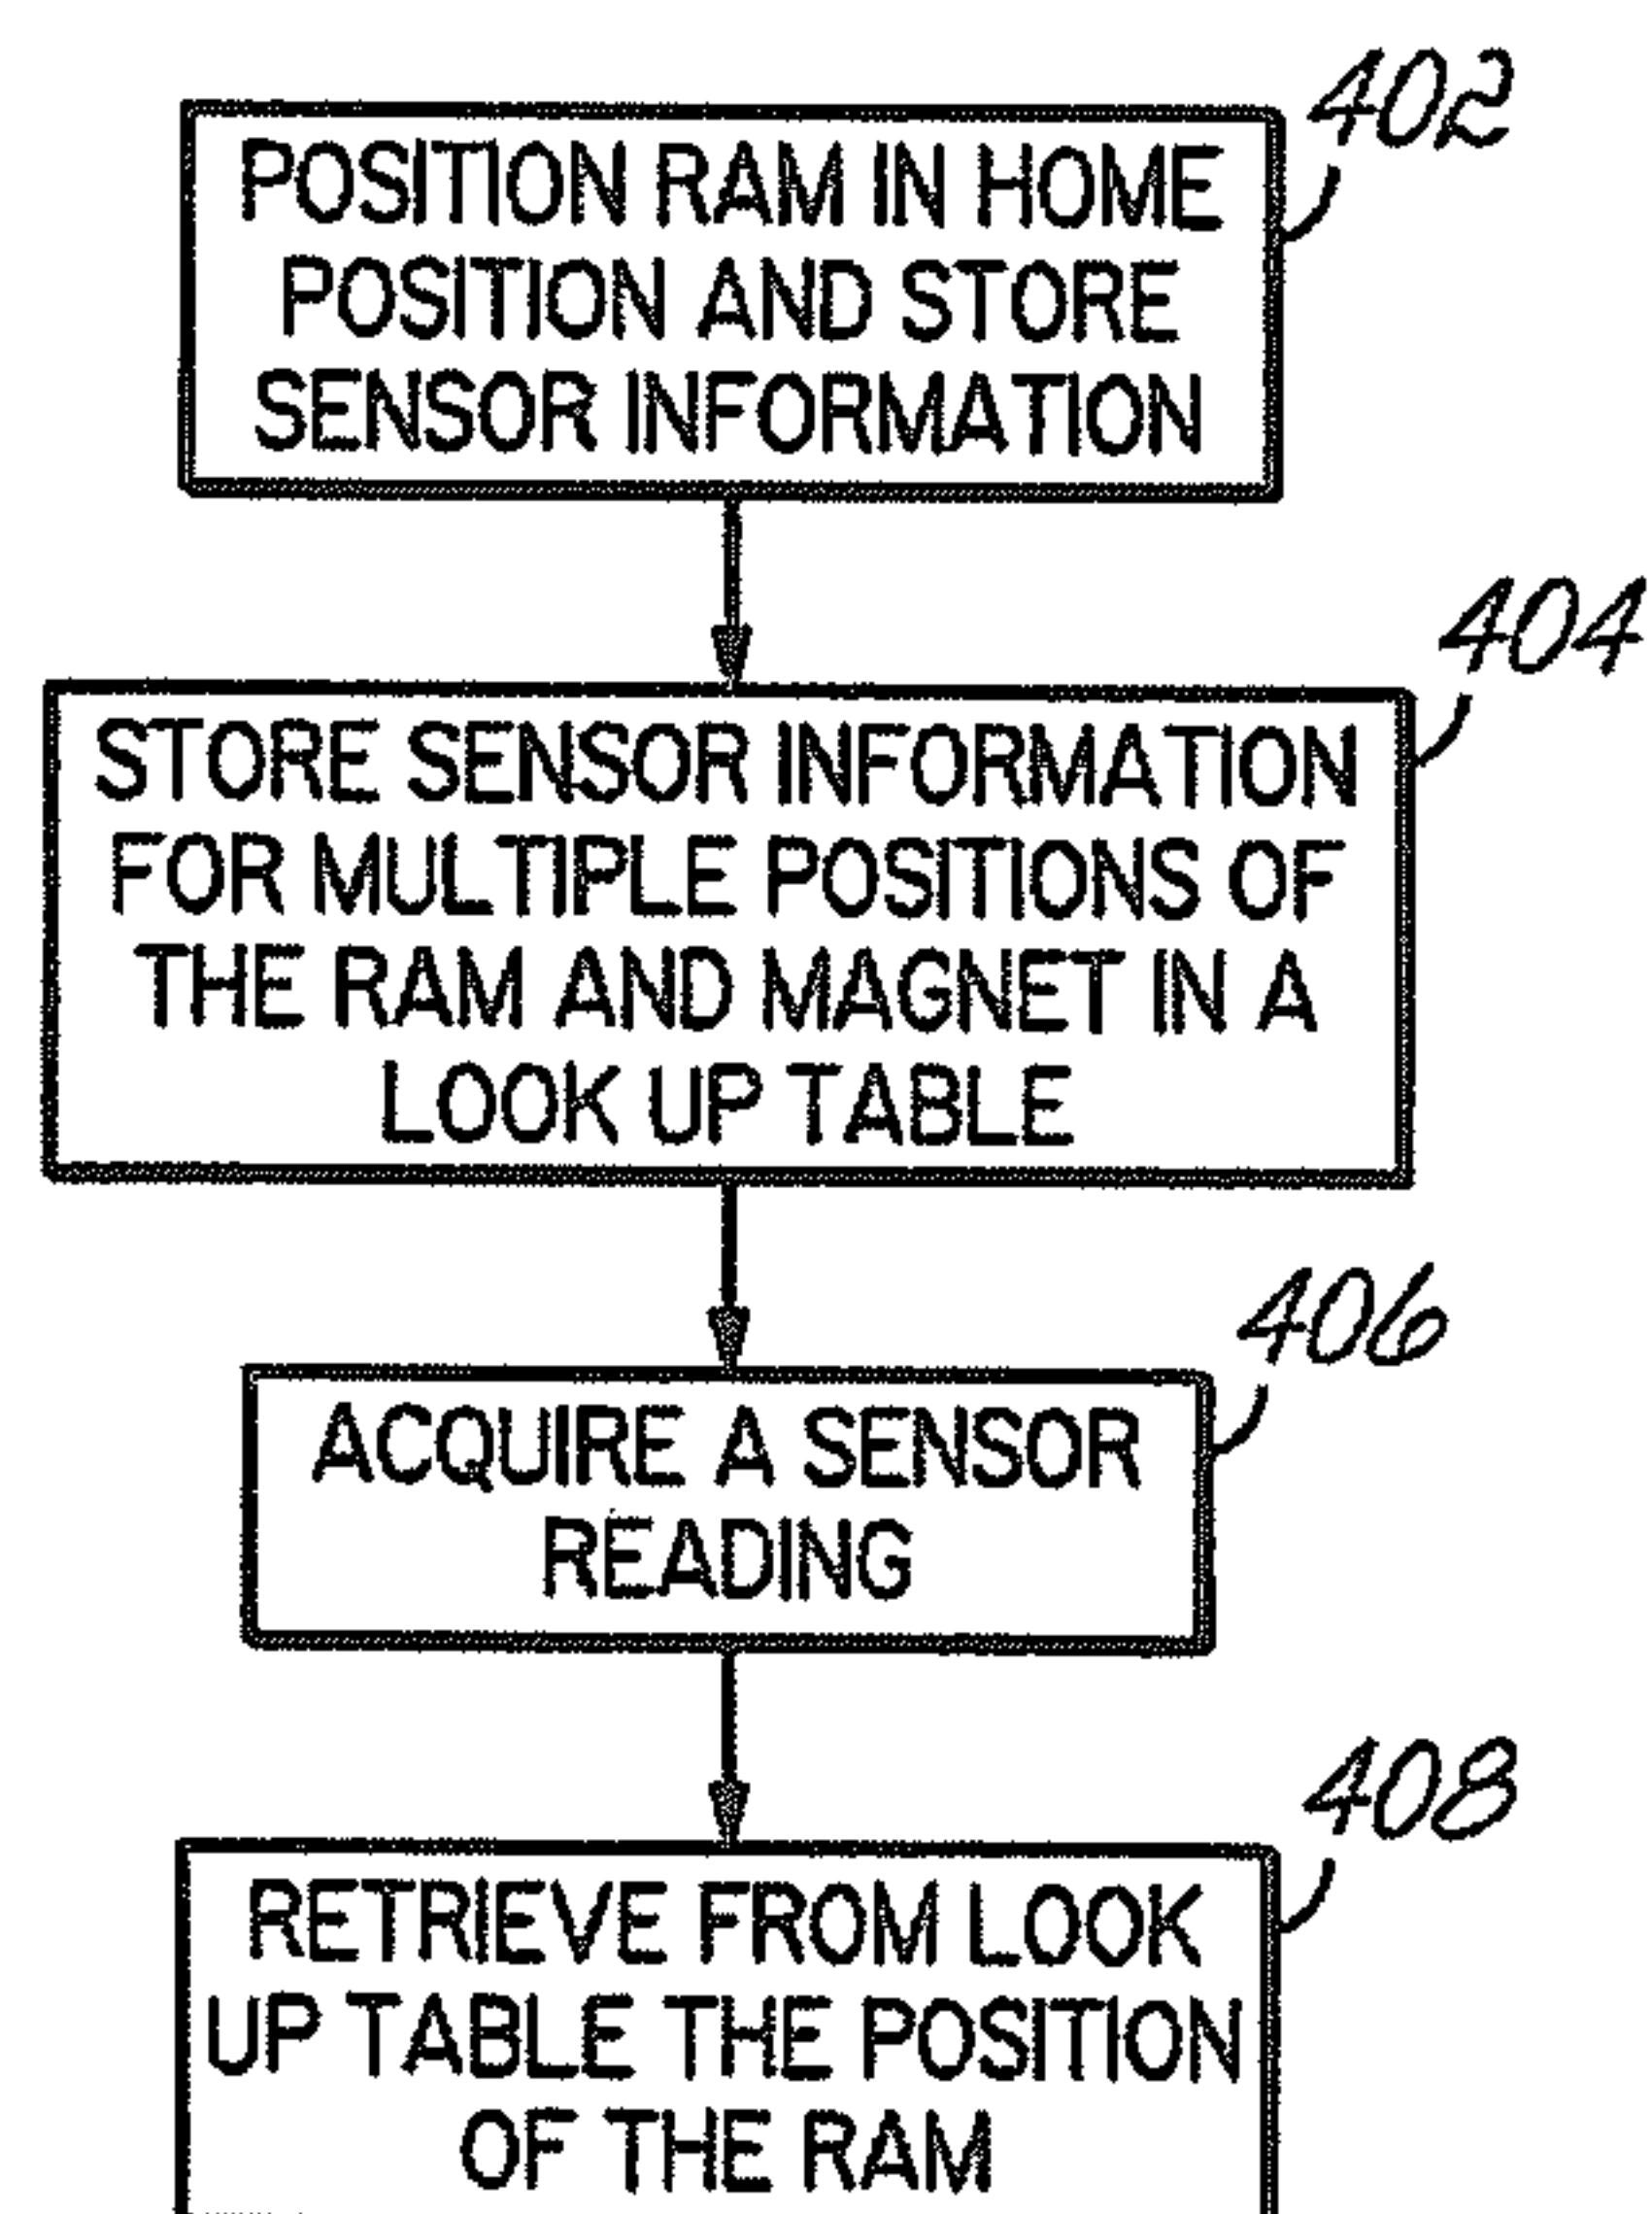 402
POSITION RAM IN HOME
POSITION AND STORE
SENSOR INFORMATION
404
STORE SENSOR INFORMATION
FOR MULTIPLE POSITIONS OF
THE RAM AND MAGNET IN A
LOOK UP TABLE
406
ACQUIRE A SENSOR
READING
408
RETRIEVE FROM LOOK
UP TABLE THE POSITION
OF THE RAM